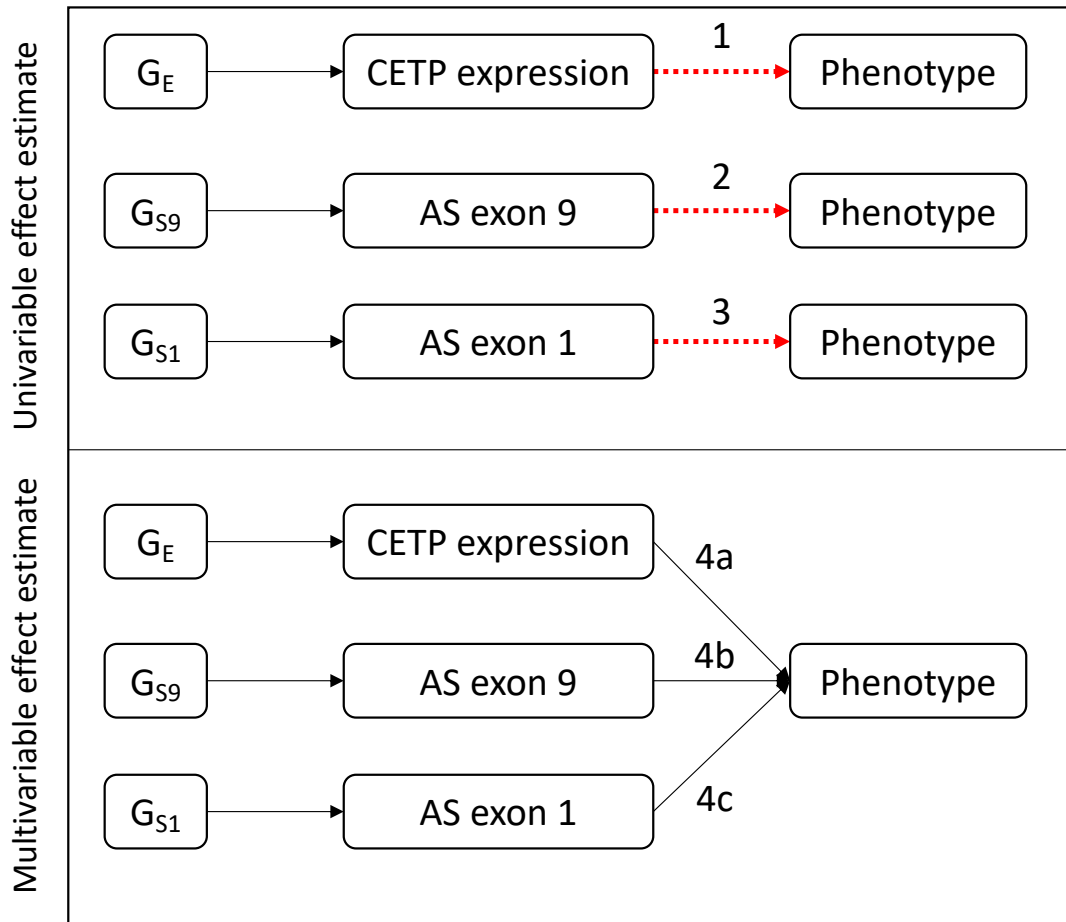 Univariable effect estimate
1
G_E CETP expression Phenotype
2
G_S9 AS exon 9 Phenotype
3
G_S1 AS exon 1 Phenotype
Multivariable effect estimate
G_E CETP expression
4a
G_S9 AS exon 9 4b Phenotype
G_S1 AS exon 1 4c